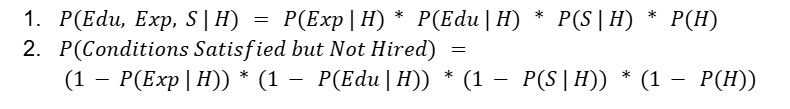 1. P(Edu, Exp, S | H) = P(Exp | H) * P(Edu | H) * P(S | H) * P(H)
2. P(Conditions Satisfied but Not Hired) =
(1 − P(Exp | H)) * (1 − P(Edu | H)) * (1 − P(S | H)) * (1 − P(H))